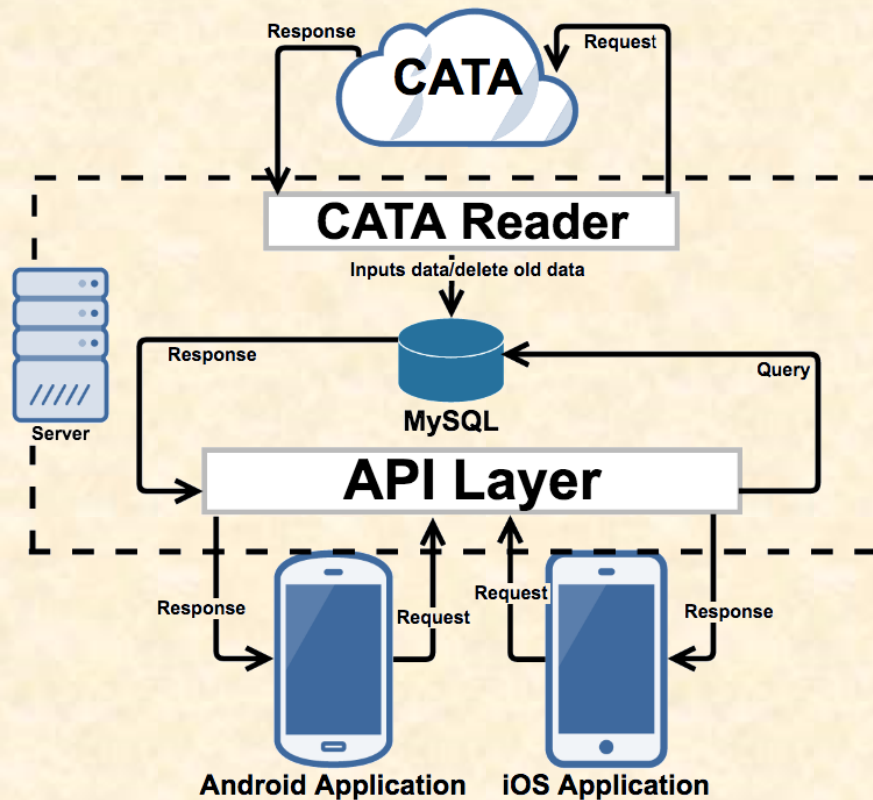 Response
Request
CATA
CATA Reader
Inputs data/delete old data
Response
Query
MySQL
Server
API Layer
Response
Request
Request
Response
Android Application
iOS Application